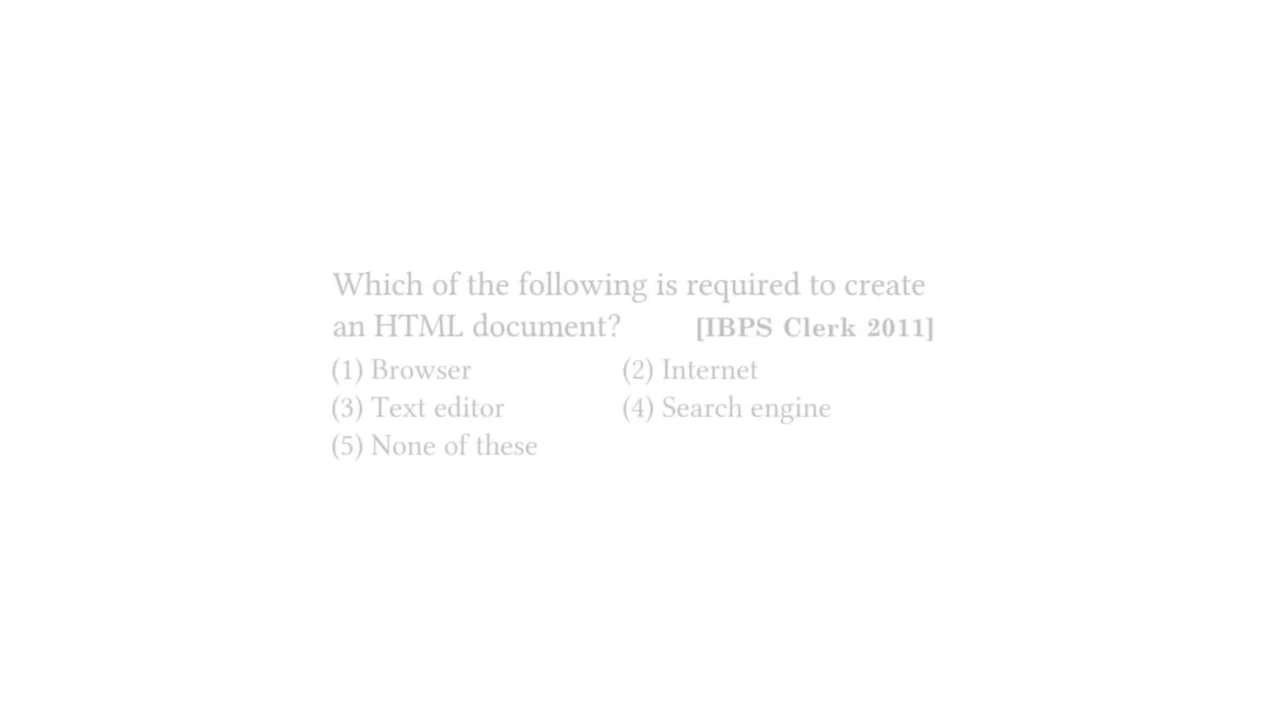 Which of the following is required to create
an HTML document? [IBPS Clerk 2011]
(1) Browser (2) Internet
(3) Text editor (4) Search engine
(5) None of these